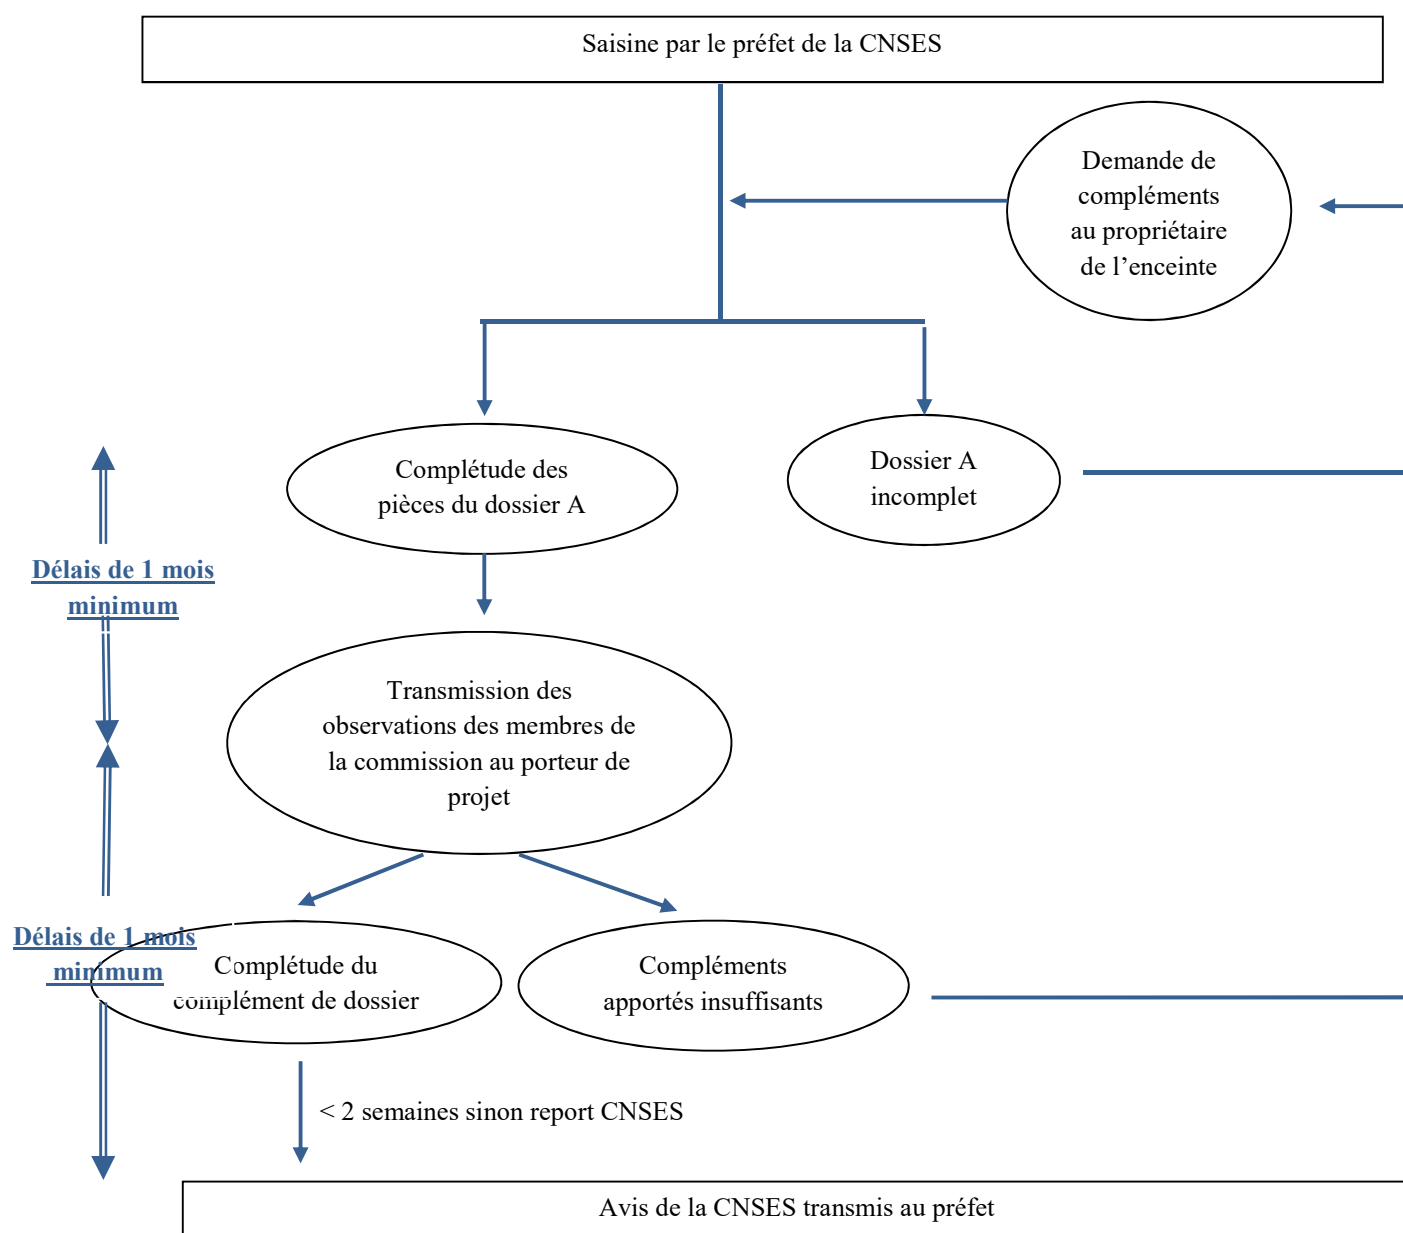 Saisine par le préfet de la CNSES
Demande de
compléments
au propriétaire
de l’enceinte
Complétude des
pièces du dossier A
Dossier A
incomplet
Délais de 1 mois
minimum
Transmission des
observations des membres de
la commission au porteur de
projet
Délais de 1 mois
minimum
Complétude du
complément de dossier
Compléments
apportés insuffisants
< 2 semaines sinon report CNSES
Avis de la CNSES transmis au préfet